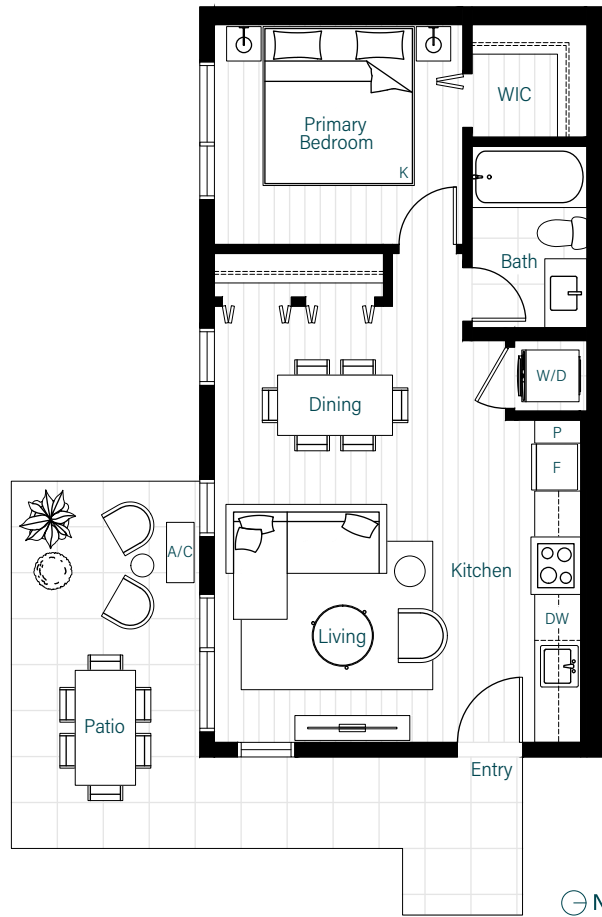 WIC
Primary
Bedroom
K
Bath
W/D
Dining
P
F
A/C
Kitchen
DW
Living
Patio
Entry
N